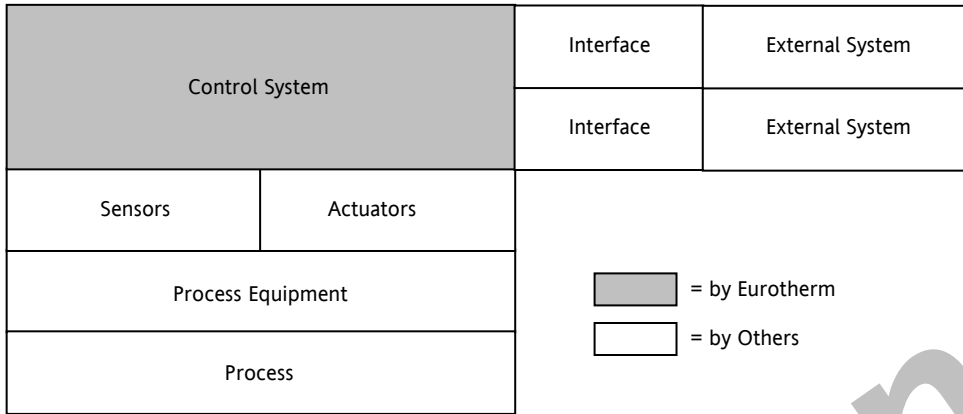 Control System
Interface
External System
Interface
External System
Sensors
Actuators
Process Equipment
Process
= by Eurotherm
= by Others